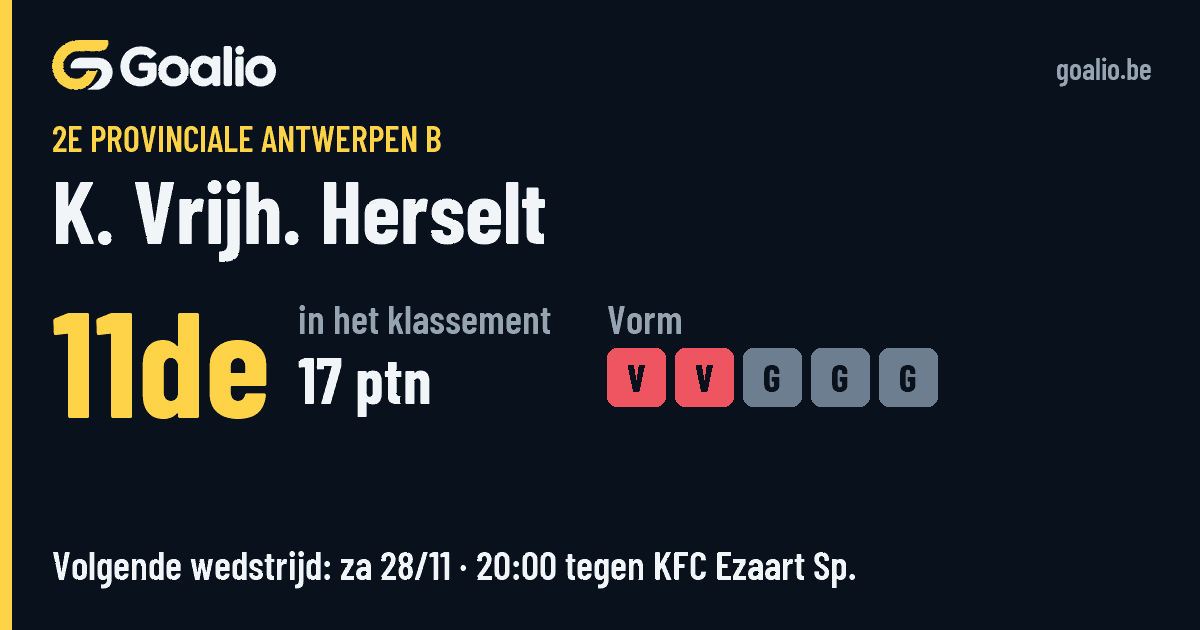 Goalio
goalio.be
2E PROVINCIALE ANTWERPEN B
K. Vrijh. Herselt
11de
in het klassement
17 ptn
Vorm
V V G G G
Volgende wedstrijd: za 28/11 · 20:00 tegen KFC Ezaart Sp.